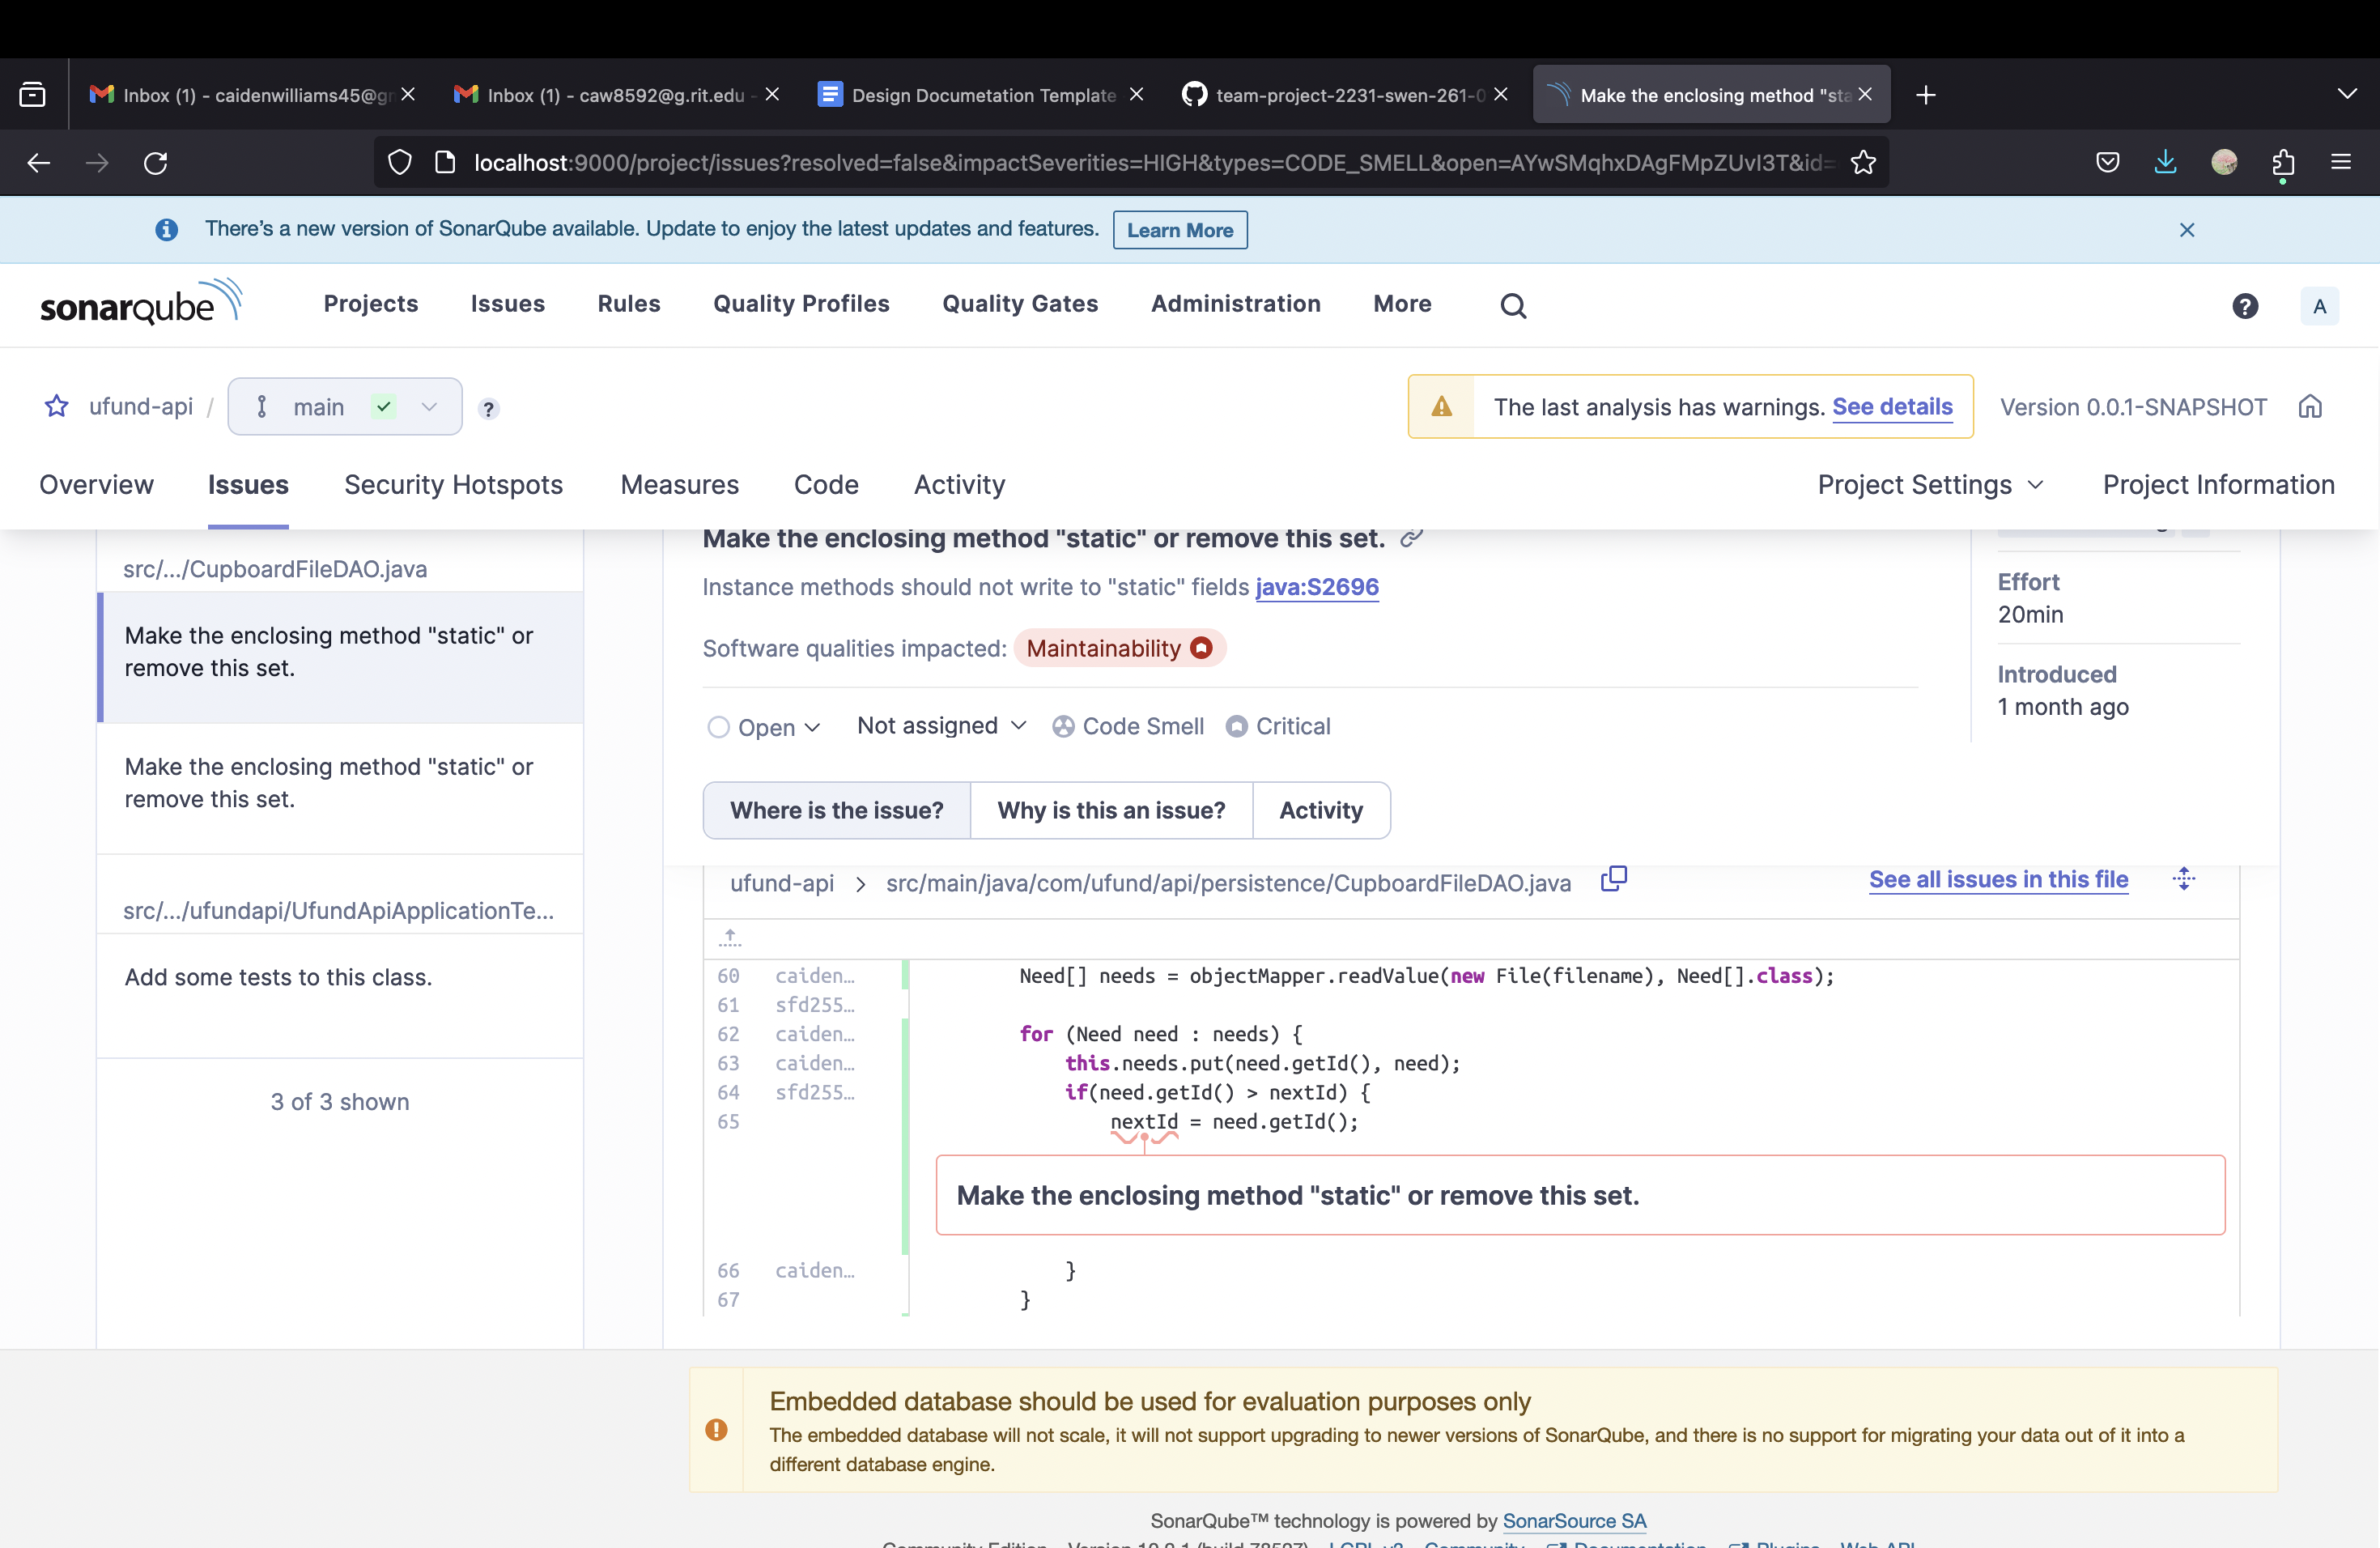 Inbox (1) - caidenwilliams45@g
Inbox (1) - caw8592@g.rit.edu -
Design Documetation Template
team-project-2231-swen-261-0
Make the enclosing method "sta
localhost:9000/project/issues?resolved=false&impactSeverities=HIGH&types=CODE_SMELL&open=AYwSMqhxDAgFMpZUvI3T&id=
There's a new version of SonarQube available. Update to enjoy the latest updates and features. Learn More
sonarqube Projects Issues Rules Quality Profiles Quality Gates Administration More ? A
ufund-api / main ?
The last analysis has warnings. See details Version 0.0.1-SNAPSHOT
Overview Issues Security Hotspots Measures Code Activity Project Settings Project Information
src/.../CupboardFileDAO.java
Make the enclosing method "static" or
remove this set.
Make the enclosing method "static" or
remove this set.
src/.../ufundapi/UfundApiApplicationTe...
Add some tests to this class.
3 of 3 shown
Make the enclosing method "static" or remove this set.
Instance methods should not write to "static" fields java:S2696
Software qualities impacted: Maintainability
Open Not assigned Code Smell Critical
Effort
20min
Introduced
1 month ago
Where is the issue? Why is this an issue? Activity
ufund-api > src/main/java/com/ufund/api/persistence/CupboardFileDAO.java See all issues in this file
60 caiden... Need[] needs = objectMapper.readValue(new File(filename), Need[].class);
61 sfd255...
62 caiden... for (Need need : needs) {
63 caiden... this.needs.put(need.getId(), need);
64 sfd255... if(need.getId() > nextId) {
65 nextId = need.getId();
Make the enclosing method "static" or remove this set.
66 caiden... }
67 }
Embedded database should be used for evaluation purposes only
The embedded database will not scale, it will not support upgrading to newer versions of SonarQube, and there is no support for migrating your data out of it into a
different database engine.
SonarQube™ technology is powered by SonarSource SA